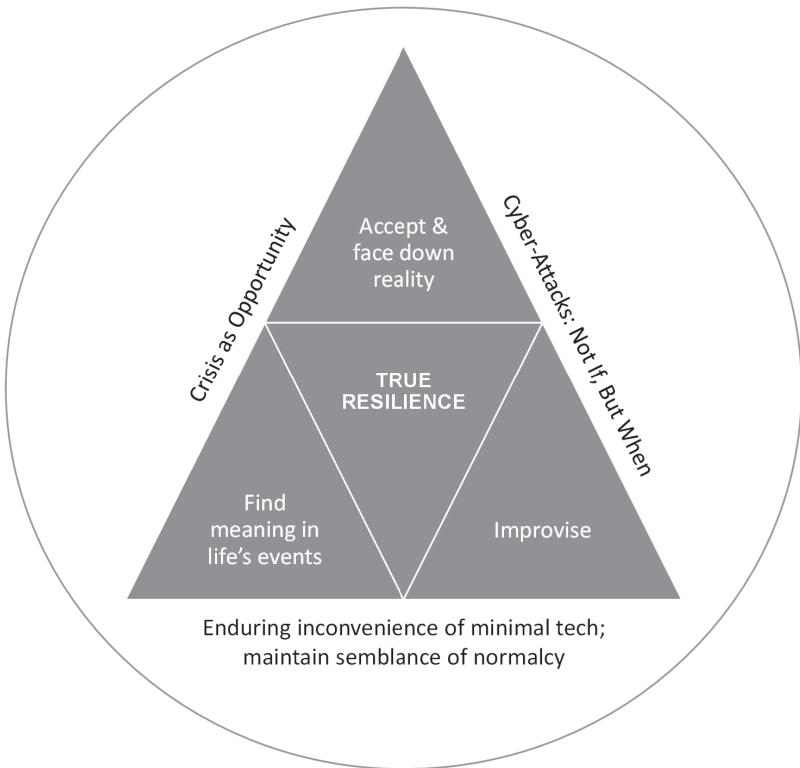 Crisis as Opportunity
Cyber-Attacks: Not If, But When
Accept &
face down
reality
TRUE
RESILIENCE
Find
meaning in
life’s events
Improvise
Enduring inconvenience of minimal tech;
maintain semblance of normalcy